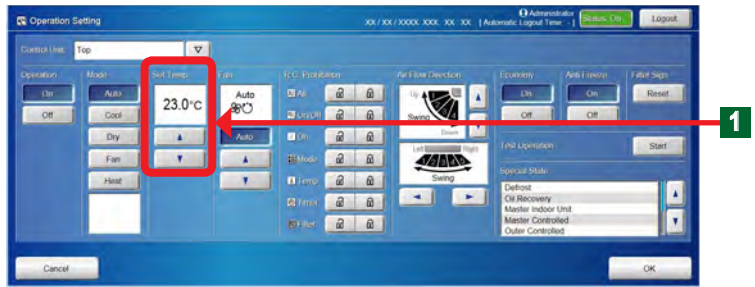 Operation Setting
XX / XX / XXXX XXX. XX : XX | Automatic Logout Timer - |
Administrator
Status: On.
Logout
Control Unit: Top
Operation
On
Off
Mode
Auto
Cool
Dry
Fan
Heat
Set Temp.
23.0°C
Fan
Auto
Auto
R.C. Prohibition
All
On/Off
On
Mode
Temp
Timer
Filter
Air Flow Direction
Up
Swing
Down
Left
Right
Swing
Economy
On
Off
Anti Freeze
On
Off
Filter Sign
Reset
Test Operation
Start
Special State
Defrost
Oil Recovery
Master Indoor Unit
Master Controlled
Outer Controlled
Cancel
OK
1